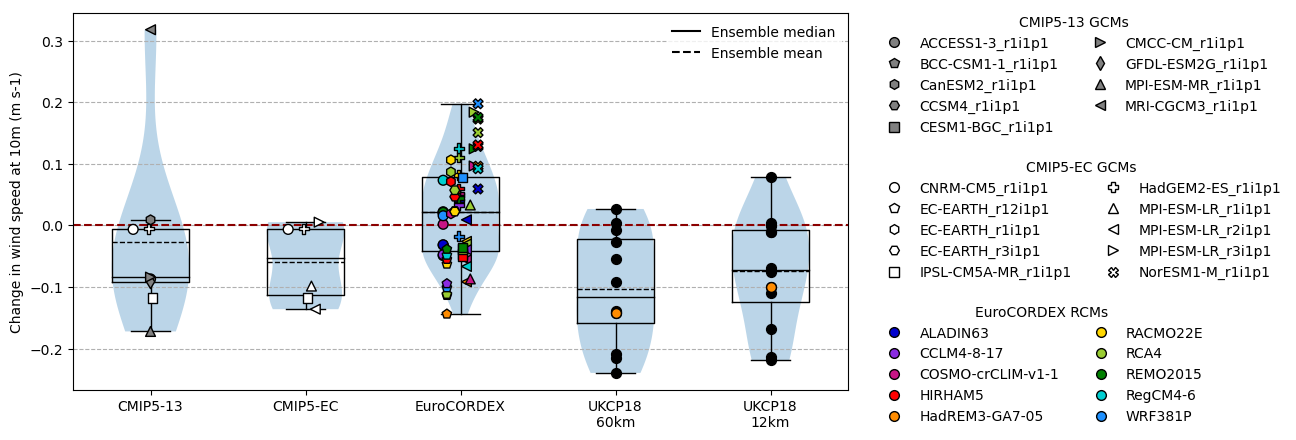 Change in wind speed at 10m (m s-1)
0.3
0.2
0.1
0.0
−0.1
−0.2
Ensemble median
Ensemble mean
CMIP5-13
CMIP5-EC
EuroCORDEX
UKCP18
60km
UKCP18
12km
CMIP5-13 GCMs
ACCESS1-3_r1i1p1
BCC-CSM1-1_r1i1p1
CanESM2_r1i1p1
CCSM4_r1i1p1
CESM1-BGC_r1i1p1
CMCC-CM_r1i1p1
GFDL-ESM2G_r1i1p1
MPI-ESM-MR_r1i1p1
MRI-CGCM3_r1i1p1
CMIP5-EC GCMs
CNRM-CM5_r1i1p1
EC-EARTH_r12i1p1
EC-EARTH_r1i1p1
EC-EARTH_r3i1p1
IPSL-CM5A-MR_r1i1p1
HadGEM2-ES_r1i1p1
MPI-ESM-LR_r1i1p1
MPI-ESM-LR_r2i1p1
MPI-ESM-LR_r3i1p1
NorESM1-M_r1i1p1
EuroCORDEX RCMs
ALADIN63
CCLM4-8-17
COSMO-crCLIM-v1-1
HIRHAM5
HadREM3-GA7-05
RACMO22E
RCA4
REMO2015
RegCM4-6
WRF381P